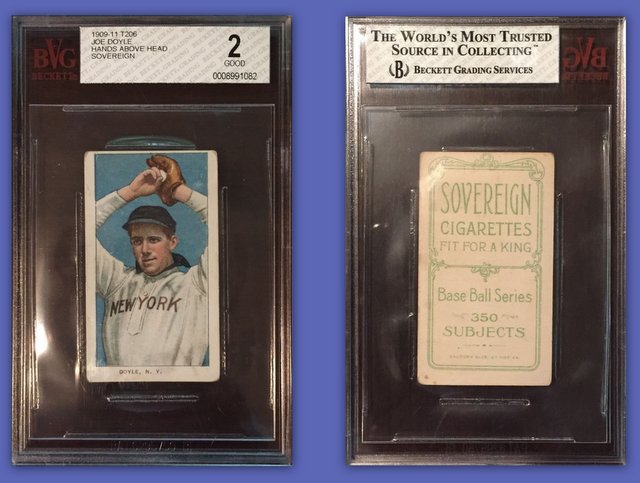 BVG
BECKETT
1909-11 T206
JOE DOYLE
HANDS ABOVE HEAD
SOVEREIGN
2
GOOD
0008991082
NEW YORK
DOYLE, N. Y.
THE WORLD'S MOST TRUSTED
SOURCE IN COLLECTING™
B BECKETT GRADING SERVICES
BVG
BECKETT
SOVEREIGN
CIGARETTES
FIT FOR A KING
Base Ball Series
350
SUBJECTS